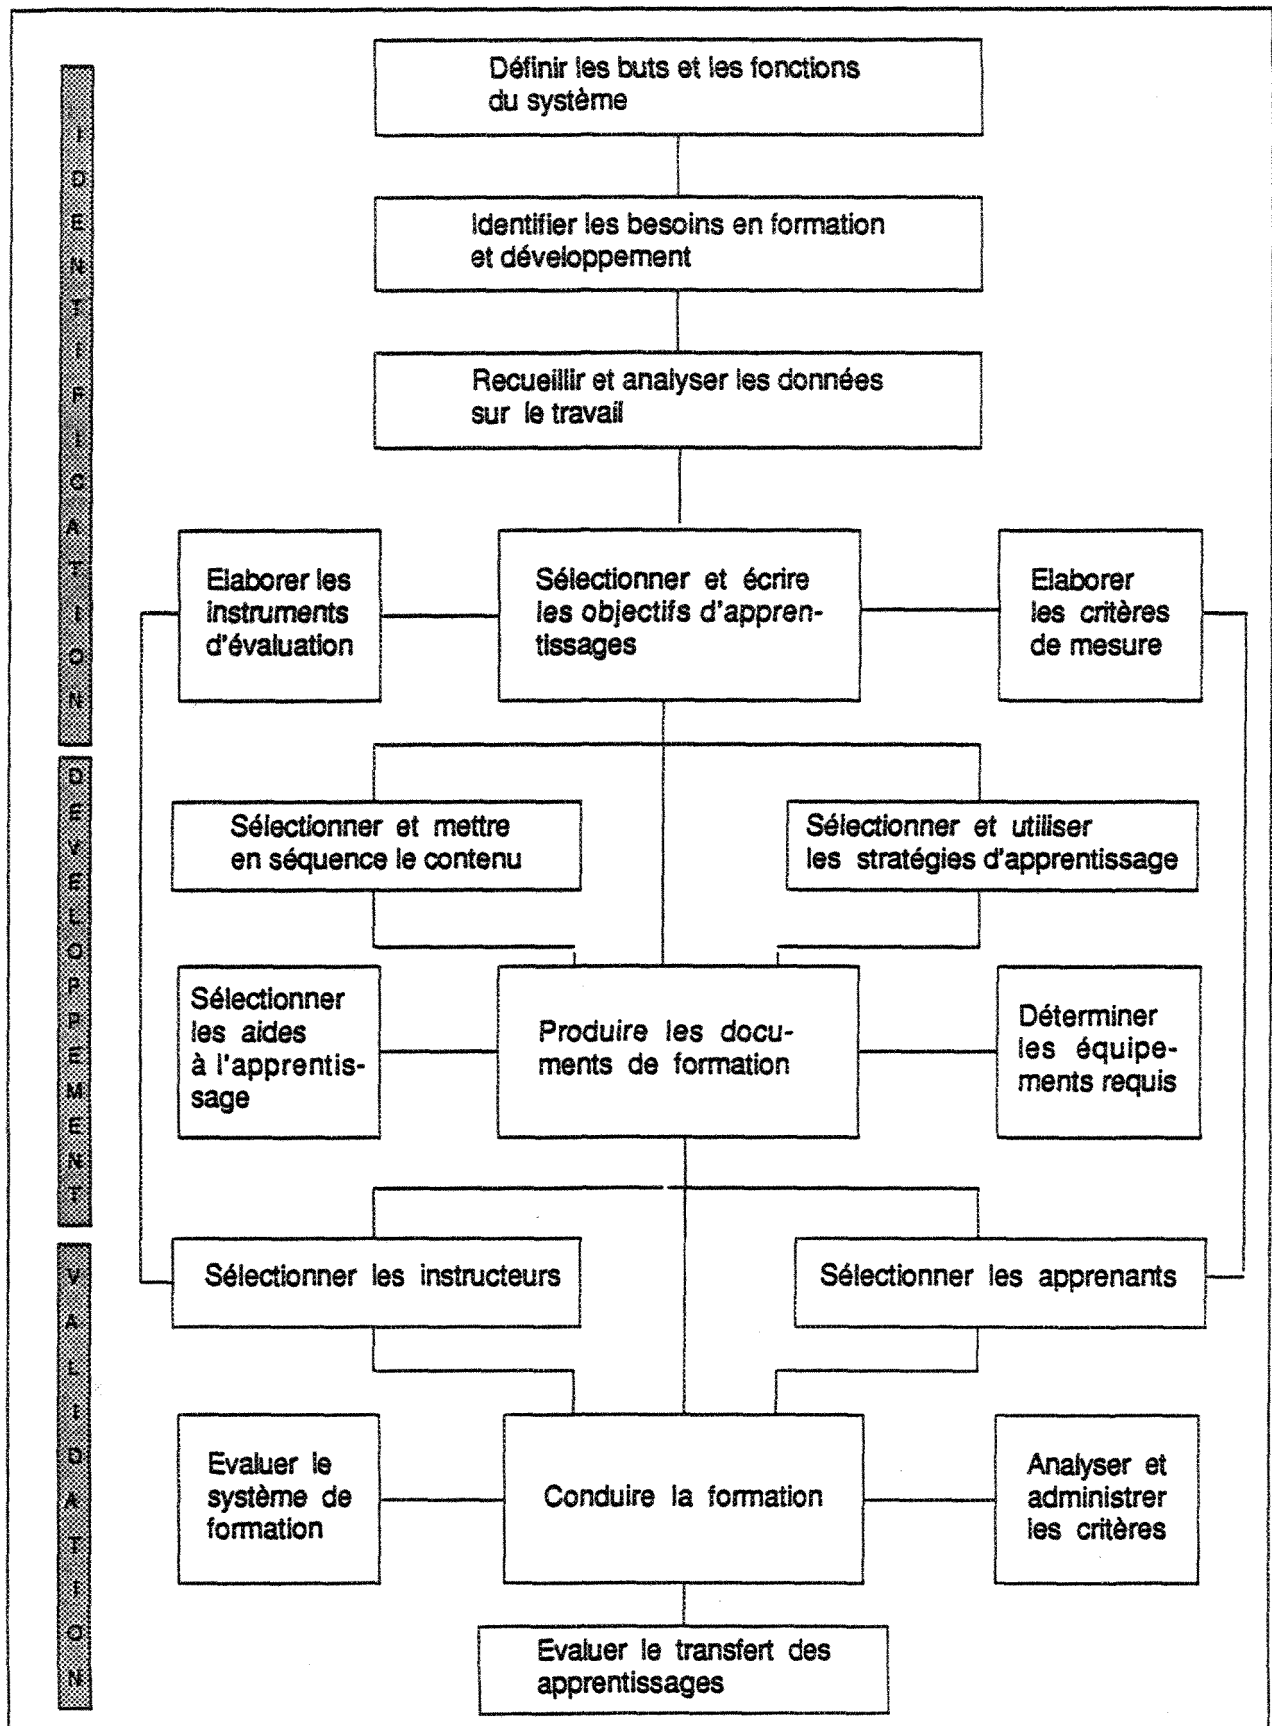 IDENTIFICATION
Définir les buts et les fonctions
du système
Identifier les besoins en formation
et développement
Recueillir et analyser les données
sur le travail
Elaborer les
instruments
d'évaluation
Sélectionner et écrire
les objectifs d'appren-
tissages
Elaborer
les critères
de mesure
DEVELOPPEMENT
Sélectionner et mettre
en séquence le contenu
Sélectionner et utiliser
les stratégies d'apprentissage
Sélectionner
les aides
à l'apprentis-
sage
Produire les docu-
ments de formation
Déterminer
les équipe-
ments requis
VALIDATION
Sélectionner les instructeurs
Sélectionner les apprenants
Evaluer le
système de
formation
Conduire la formation
Analyser et
administrer
les critères
Evaluer le transfert des
apprentissages